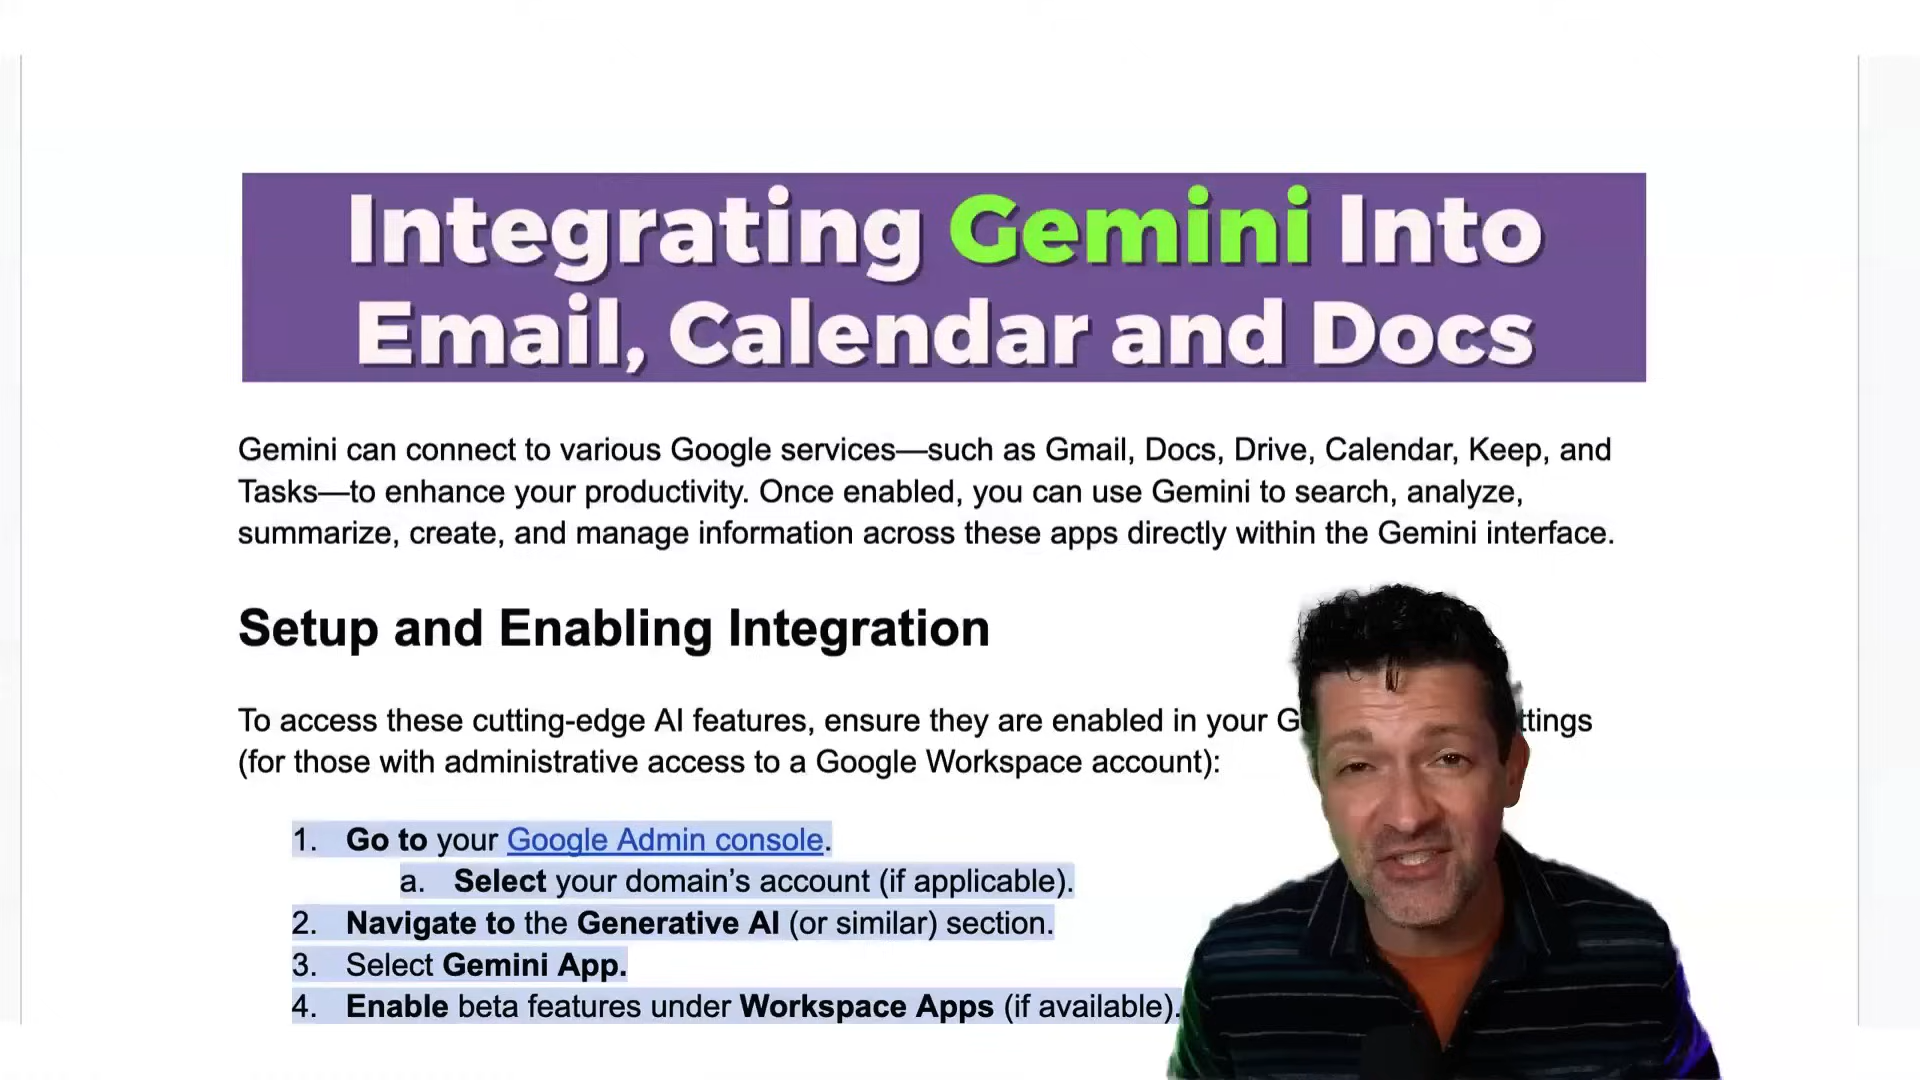 Integrating Gemini Into
Email, Calendar and Docs
Gemini can connect to various Google services—such as Gmail, Docs, Drive, Calendar, Keep, and
Tasks—to enhance your productivity. Once enabled, you can use Gemini to search, analyze,
summarize, create, and manage information across these apps directly within the Gemini interface.
Setup and Enabling Integration
To access these cutting-edge AI features, ensure they are enabled in your G ttings
(for those with administrative access to a Google Workspace account):
1. Go to your Google Admin console.
a. Select your domain’s account (if applicable).
2. Navigate to the Generative AI (or similar) section.
3. Select Gemini App.
4. Enable beta features under Workspace Apps (if available).